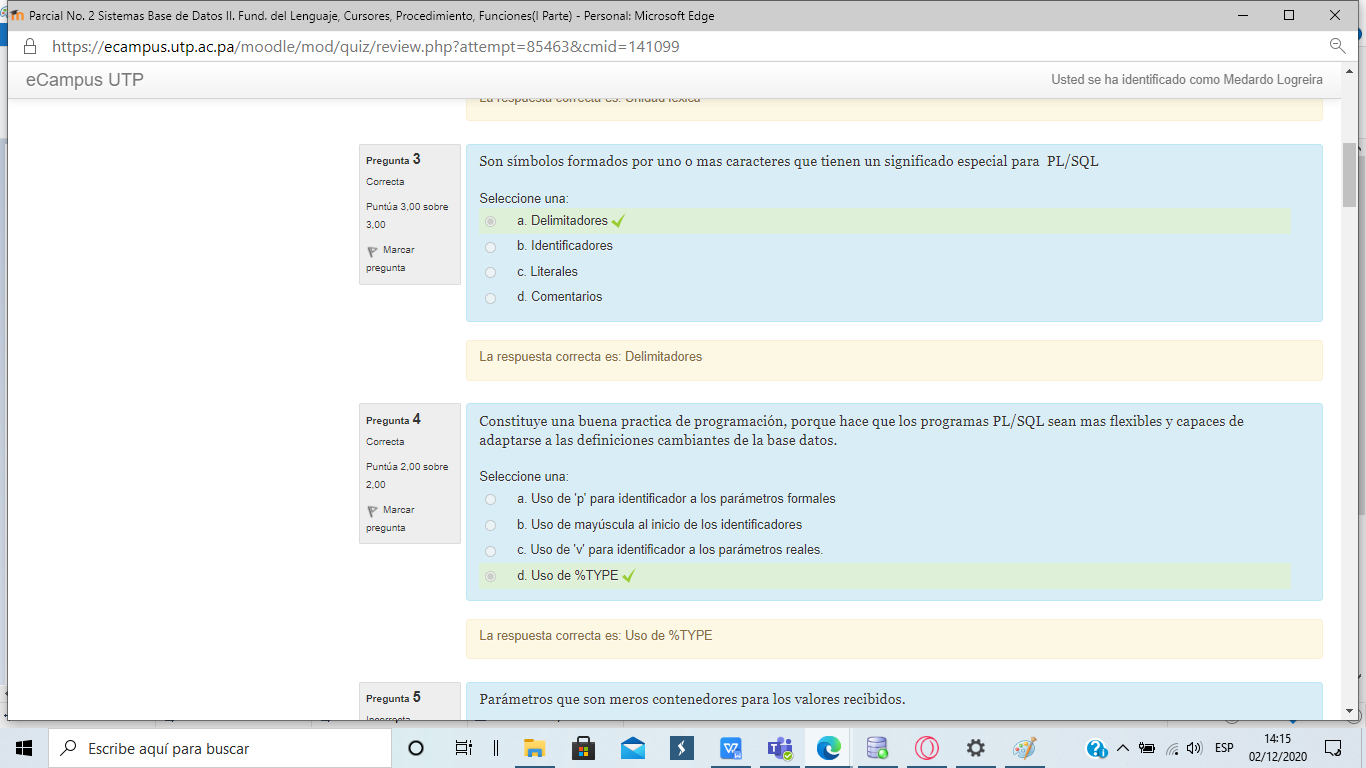 Parcial No. 2 Sistemas Base de Datos II. Fund. del Lenguaje, Cursores, Procedimiento, Funciones(I Parte) - Personal: Microsoft Edge
https://ecampus.utp.ac.pa/moodle/mod/quiz/review.php?attempt=85463&cmid=141099
eCampus UTP
Usted se ha identificado como Medardo Logreira
La respuesta correcta es: Unidad léxica
Pregunta 3
Correcta
Puntúa 3,00 sobre
3,00
Marcar
pregunta
Son símbolos formados por uno o mas caracteres que tienen un significado especial para PL/SQL
Seleccione una:
a. Delimitadores
b. Identificadores
c. Literales
d. Comentarios
La respuesta correcta es: Delimitadores
Pregunta 4
Correcta
Puntúa 2,00 sobre
2,00
Marcar
pregunta
Constituye una buena practica de programación, porque hace que los programas PL/SQL sean mas flexibles y capaces de
adaptarse a las definiciones cambiantes de la base datos.
Seleccione una:
a. Uso de 'p' para identificador a los parámetros formales
b. Uso de mayúscula al inicio de los identificadores
c. Uso de 'v' para identificador a los parámetros reales.
d. Uso de %TYPE
La respuesta correcta es: Uso de %TYPE
Pregunta 5
Incorrecta
Parámetros que son meros contenedores para los valores recibidos.
Escribe aquí para buscar
ESP
14:15
02/12/2020